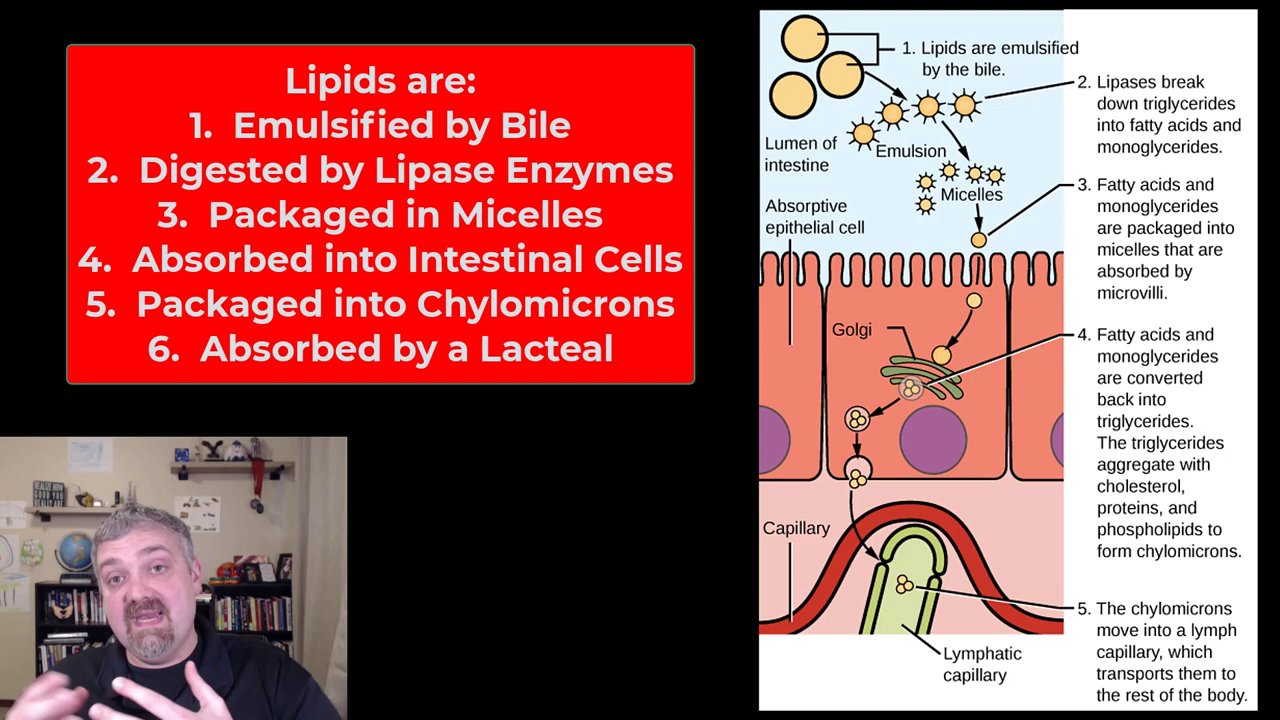 Lipids are:
1. Emulsified by Bile
2. Digested by Lipase Enzymes
3. Packaged in Micelles
4. Absorbed into Intestinal Cells
5. Packaged into Chylomicrons
6. Absorbed by a Lacteal
1. Lipids are emulsified
by the bile.
2. Lipases break
down triglycerides
into fatty acids and
monoglycerides.
Lumen of
intestine
Emulsion
Micelles
3. Fatty acids and
monoglycerides
are packaged into
micelles that are
absorbed by
microvilli.
Absorptive
epithelial cell
Golgi
4. Fatty acids and
monoglycerides
are converted
back into
triglycerides.
The triglycerides
aggregate with
cholesterol,
proteins, and
phospholipids to
form chylomicrons.
Capillary
5. The chylomicrons
move into a lymph
capillary, which
transports them to
the rest of the body.
Lymphatic
capillary